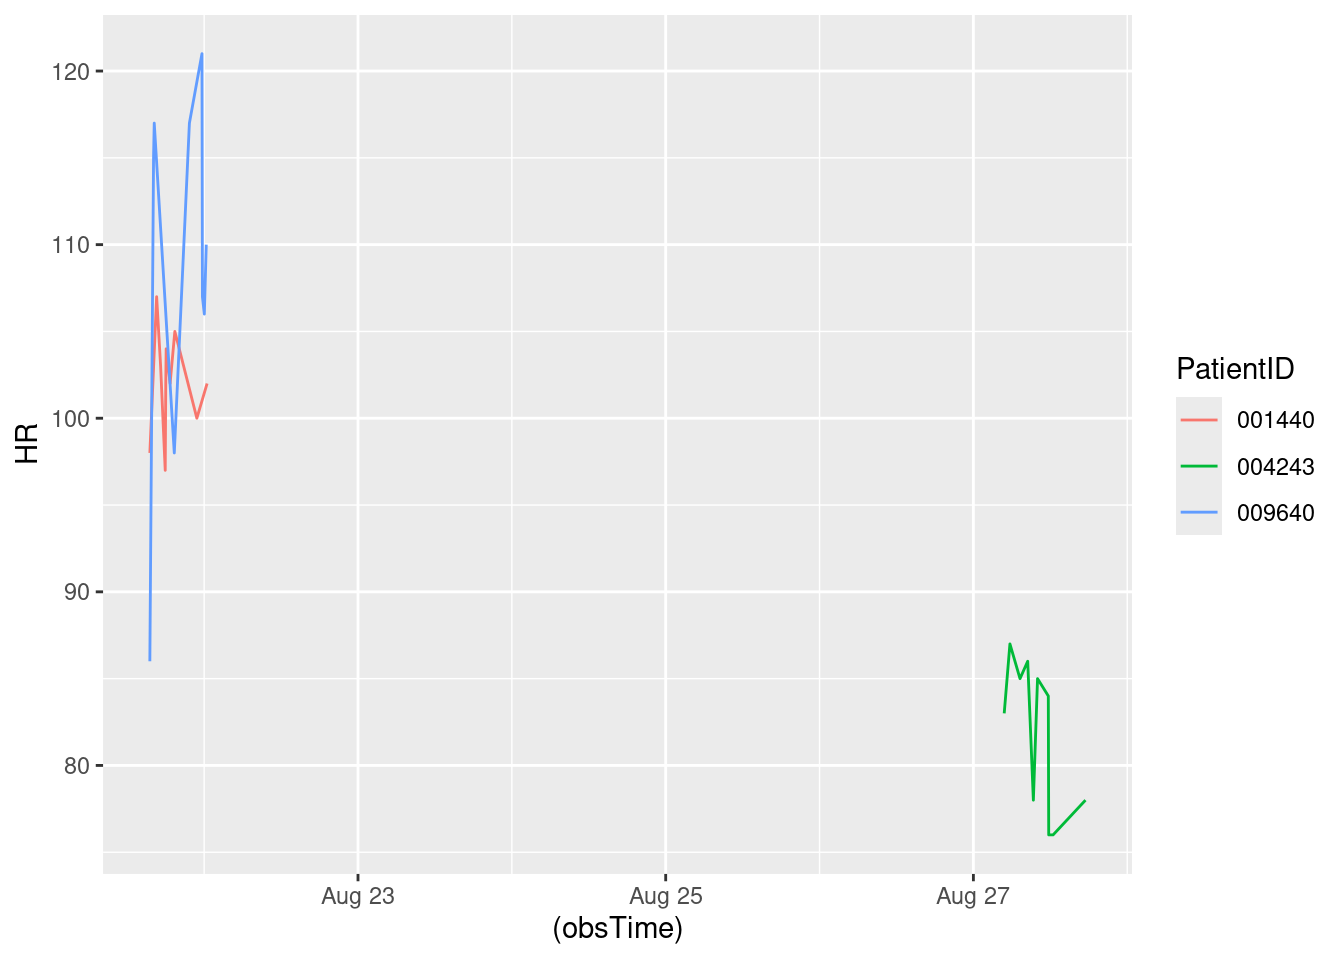 120
110
100
90
80
HR
Aug 23
Aug 25
Aug 27
(obsTime)
PatientID
001440
004243
009640